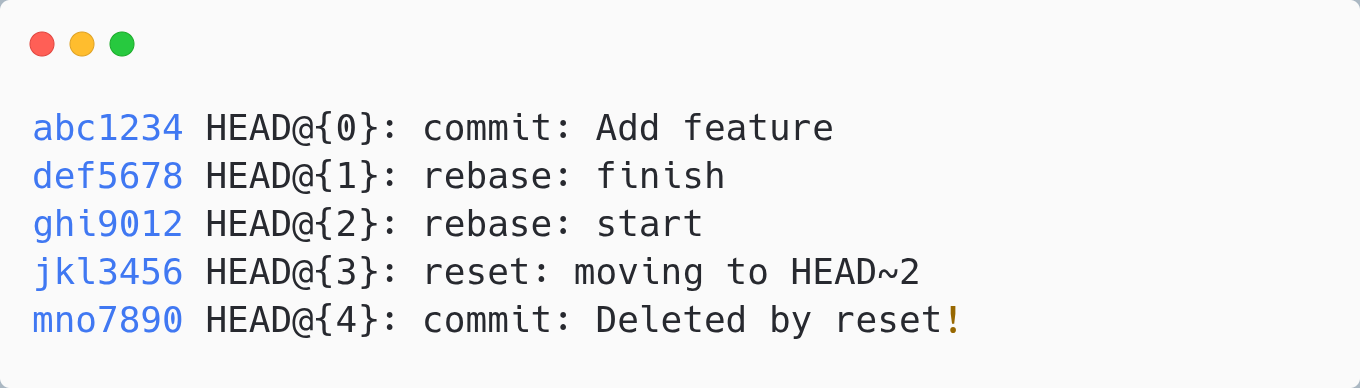 abc1234 HEAD@{0}: commit: Add feature
def5678 HEAD@{1}: rebase: finish
ghi9012 HEAD@{2}: rebase: start
jkl3456 HEAD@{3}: reset: moving to HEAD~2
mno7890 HEAD@{4}: commit: Deleted by reset!